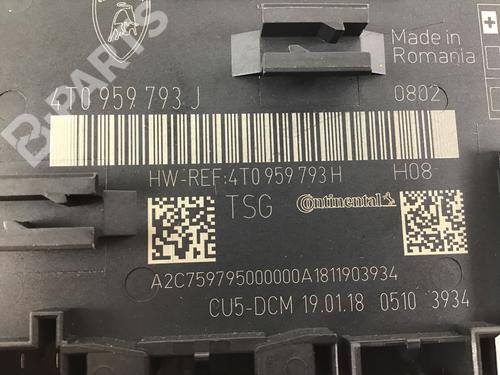 Made in
Romania
4T0 959 793 J
0802
HW-REF:4T0 959 793 H H08
TSG Continental
A2C759795000000A1811903934
CU5-DCM 19.01.18 0510 3934
B-PARTS